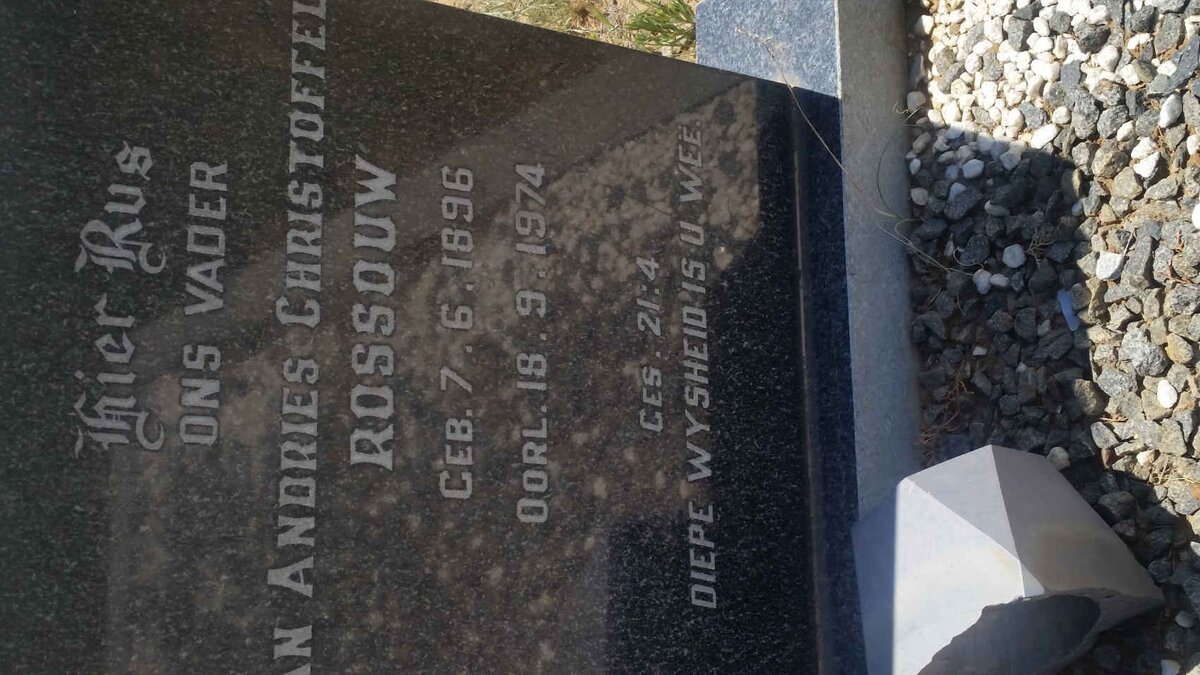 Hier Rus
ONS VADER
AN ANDRIES CHRISTOFFEL
ROSSOUW
GEB. 7. 6. 1896
OORL. 18. 9. 1974
GES. 21:4
DIEPE WYSHEID IS U WEE